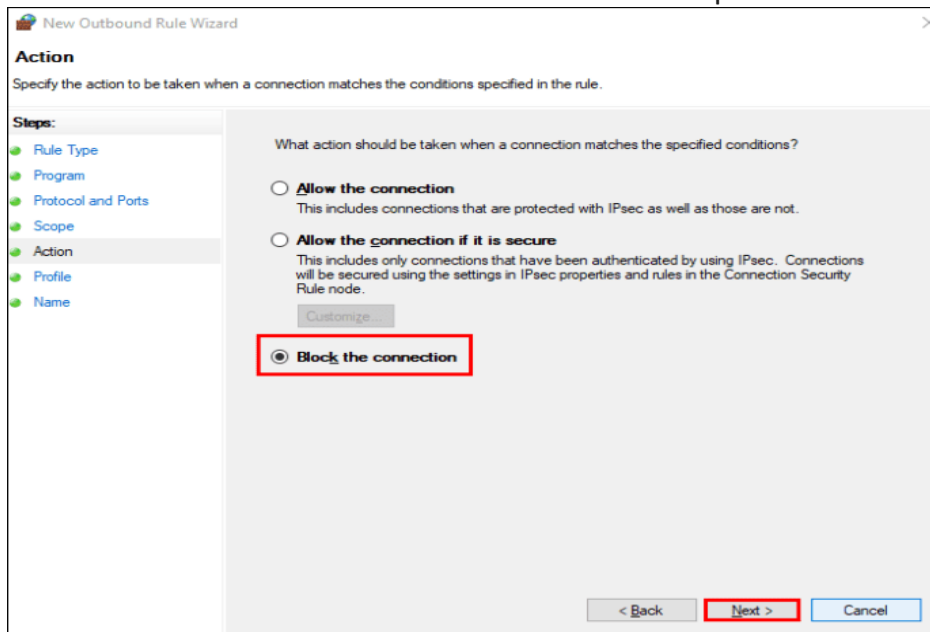 New Outbound Rule Wizard
Action
Specify the action to be taken when a connection matches the conditions specified in the rule.
Steps:
Rule Type
Program
Protocol and Ports
Scope
Action
Profile
Name
What action should be taken when a connection matches the specified conditions?
Allow the connection
This includes connections that are protected with IPsec as well as those are not.
Allow the connection if it is secure
This includes only connections that have been authenticated by using IPsec. Connections
will be secured using the settings in IPsec properties and rules in the Connection Security
Rule node.
Customize...
Block the connection
< Back
Next >
Cancel